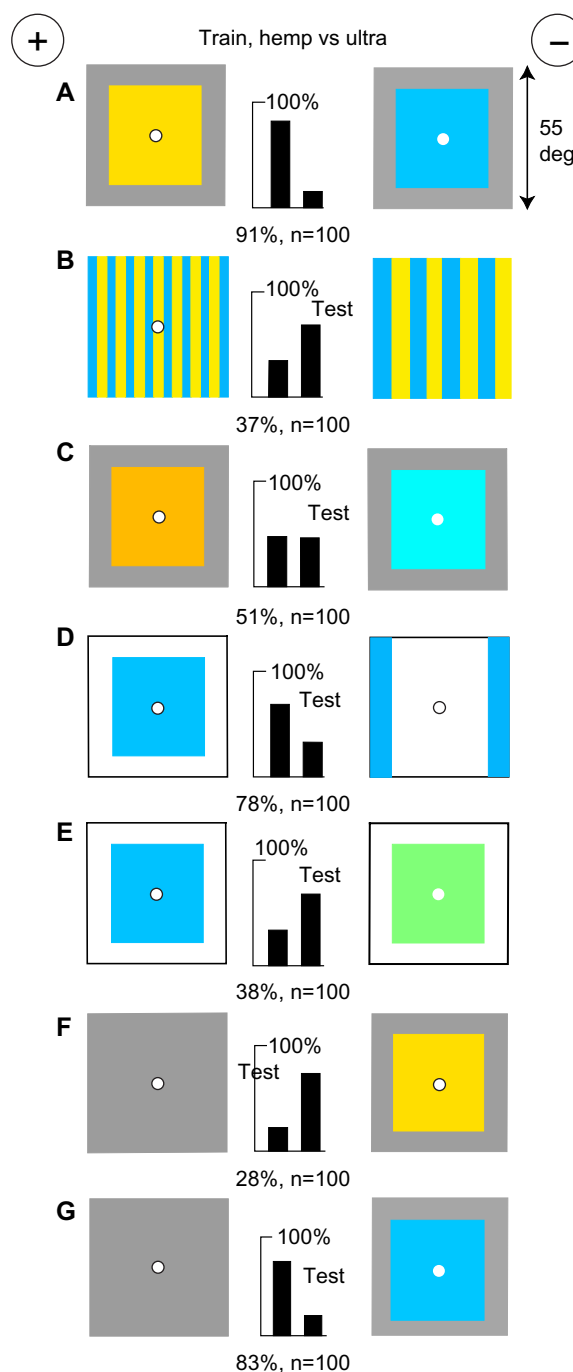 +
Train, hemp vs ultra
–
A
100%
55
deg
91%, n=100
B
100%
Test
37%, n=100
C
100%
Test
51%, n=100
D
100%
Test
78%, n=100
E
100%
Test
38%, n=100
F
100%
Test
28%, n=100
G
100%
Test
83%, n=100